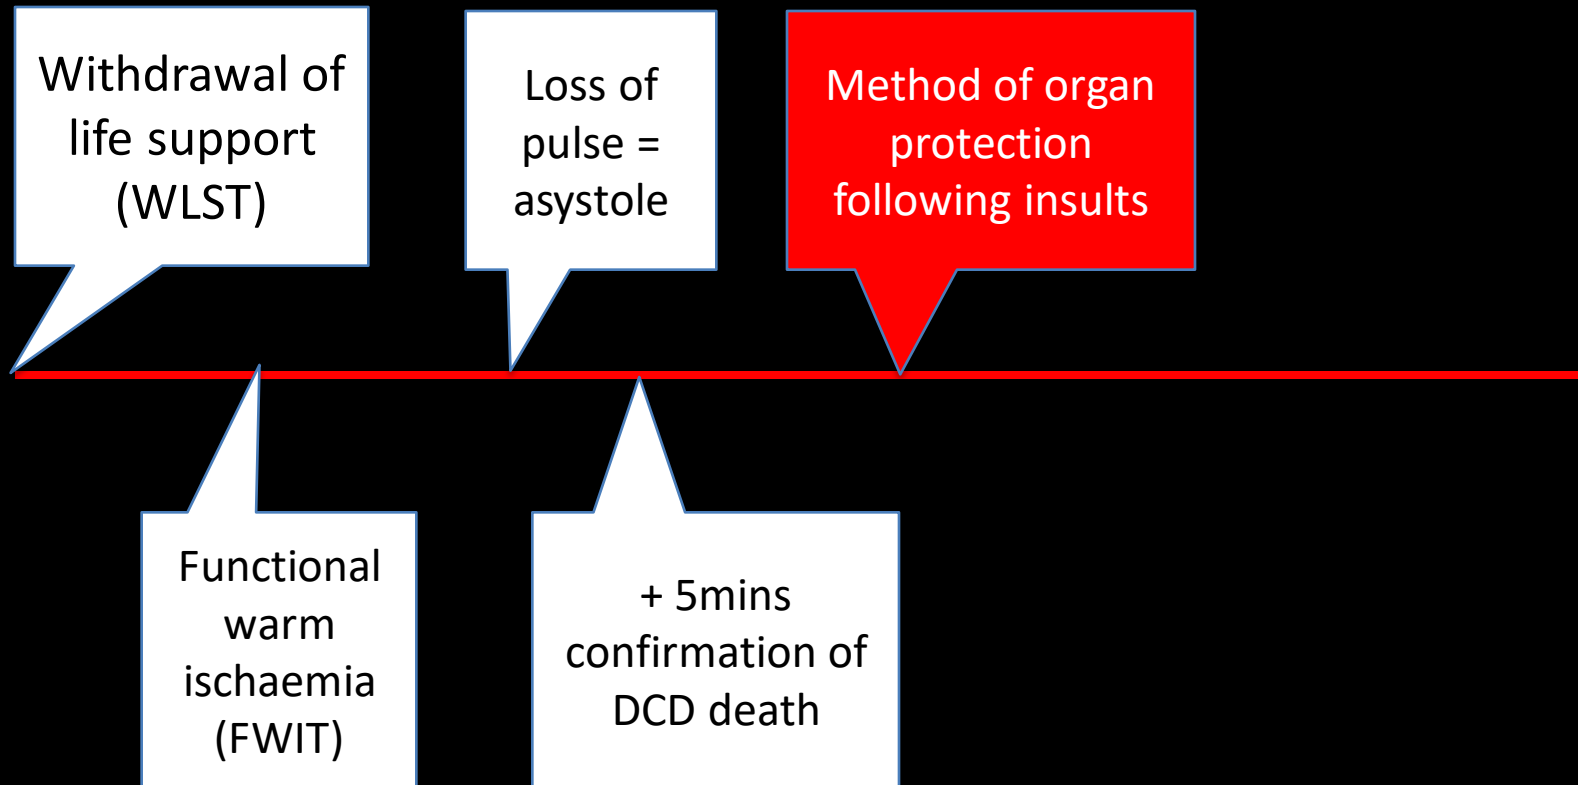 Withdrawal of
life support
(WLST)
Loss of
pulse =
asystole
Method of organ
protection
following insults
Functional
warm
ischaemia
(FWIT)
+ 5mins
confirmation of
DCD death